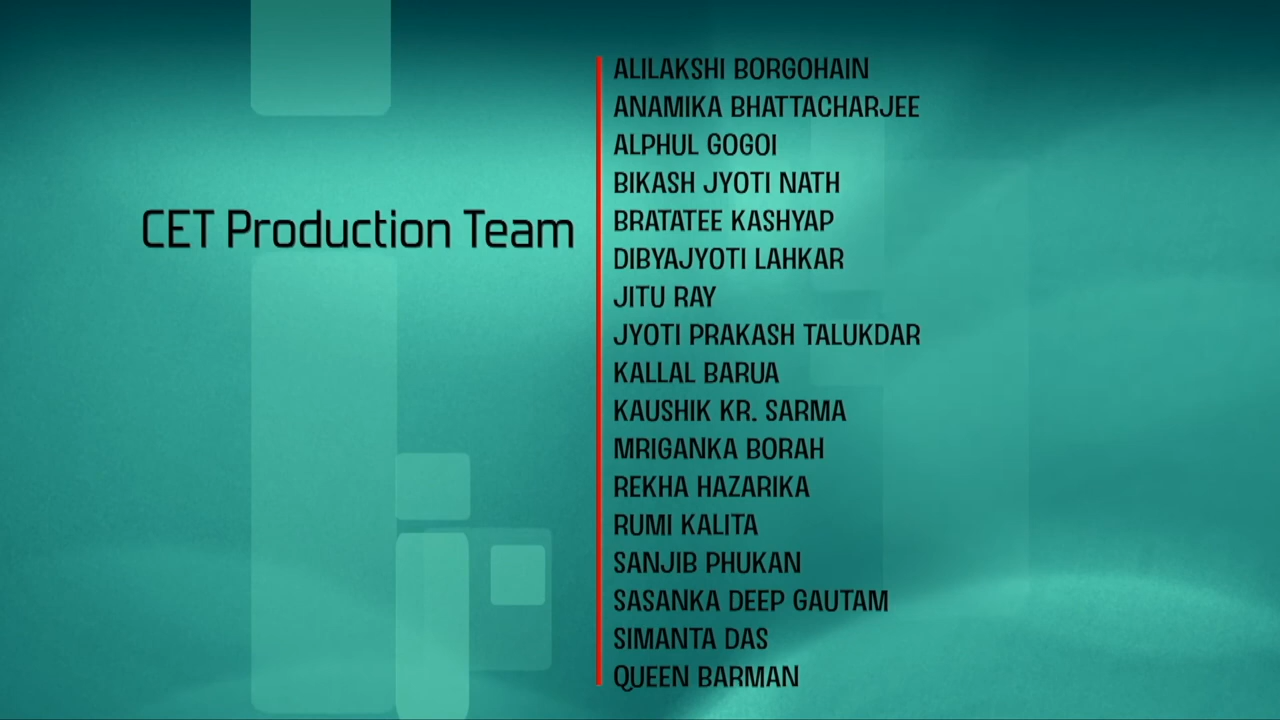 CET Production Team
ALILAKSHI BORGOHAIN
ANAMIKA BHATTACHARJEE
ALPHUL GOGOI
BIKASH JYOTI NATH
BRATATEE KASHYAP
DIBYAJYOTI LAHKAR
JITU RAY
JYOTI PRAKASH TALUKDAR
KALLAL BARUA
KAUSHIK KR. SARMA
MRIGANKA BORAH
REKHA HAZARIKA
RUMI KALITA
SANJIB PHUKAN
SASANKA DEEP GAUTAM
SIMANTA DAS
QUEEN BARMAN